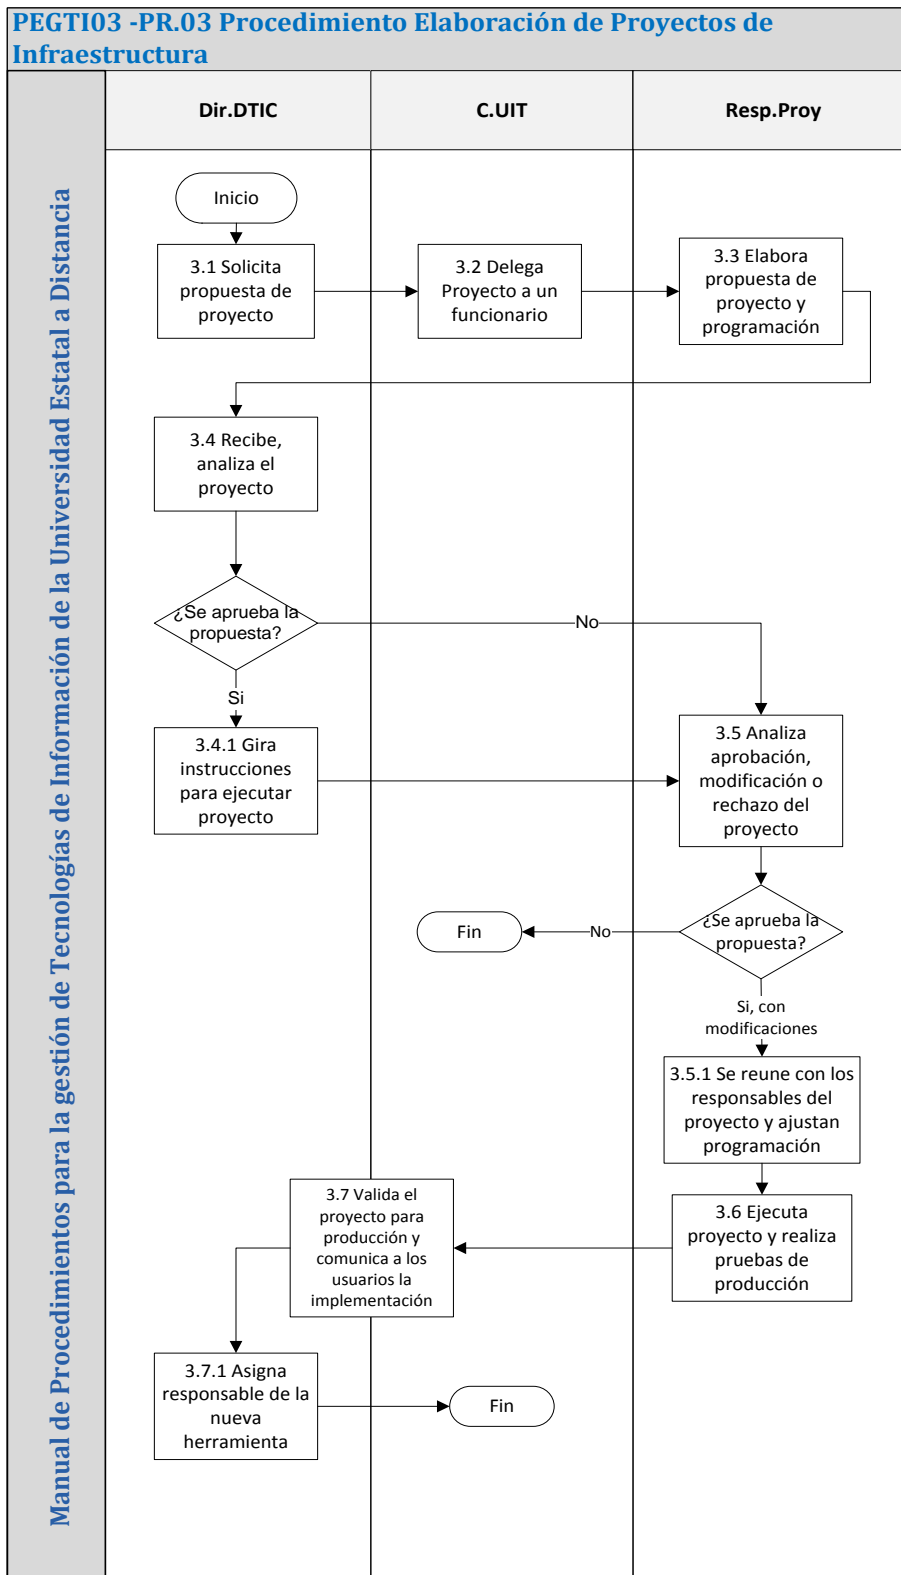 PEGTI03 -PR.03 Procedimiento Elaboración de Proyectos de
Infraestructura
Manual de Procedimientos para la gestión de Tecnologías de Información de la Universidad Estatal a Distancia
Dir.DTIC
C.UIT
Resp.Proy
Inicio
3.1 Solicita
propuesta de
proyecto
3.2 Delega
Proyecto a un
funcionario
3.3 Elabora
propuesta de
proyecto y
programación
3.4 Recibe,
analiza el
proyecto
¿Se aprueba la
propuesta?
No
Si
3.4.1 Gira
instrucciones
para ejecutar
proyecto
3.5 Analiza
aprobación,
modificación o
rechazo del
proyecto
¿Se aprueba la
propuesta?
No
Fin
Si, con
modificaciones
3.5.1 Se reune con los
responsables del
proyecto y ajustan
programación
3.6 Ejecuta
proyecto y realiza
pruebas de
producción
3.7 Valida el
proyecto para
producción y
comunica a los
usuarios la
implementación
3.7.1 Asigna
responsable de la
nueva
herramienta
Fin